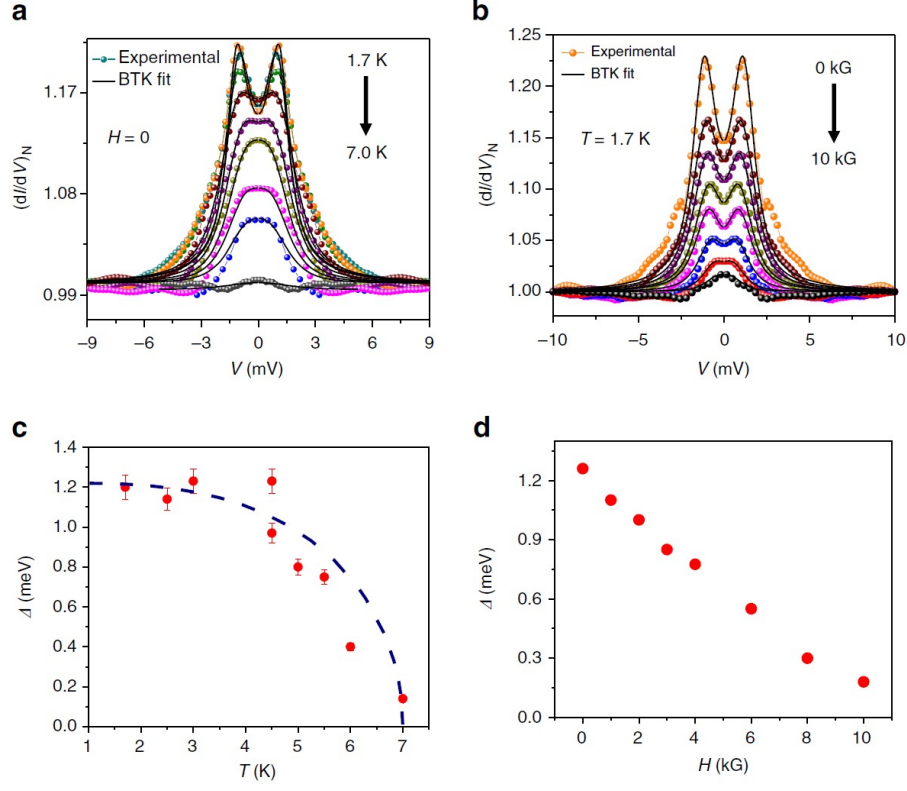 a
(dI/dV)N
1.17
1.08
0.99
Experimental
BTK fit
H = 0
1.7 K
7.0 K
–9 –6 –3 0 3 6 9
V (mV)
b
(dI/dV)N
1.25
1.20
1.15
1.10
1.05
1.00
Experimental
BTK fit
T = 1.7 K
0 kG
10 kG
–10 –5 0 5 10
V (mV)
c
Δ (meV)
1.4
1.2
1.0
0.8
0.6
0.4
0.2
0.0
1 2 3 4 5 6 7
T (K)
d
Δ (meV)
1.2
0.9
0.6
0.3
0.0
0 2 4 6 8 10
H (kG)